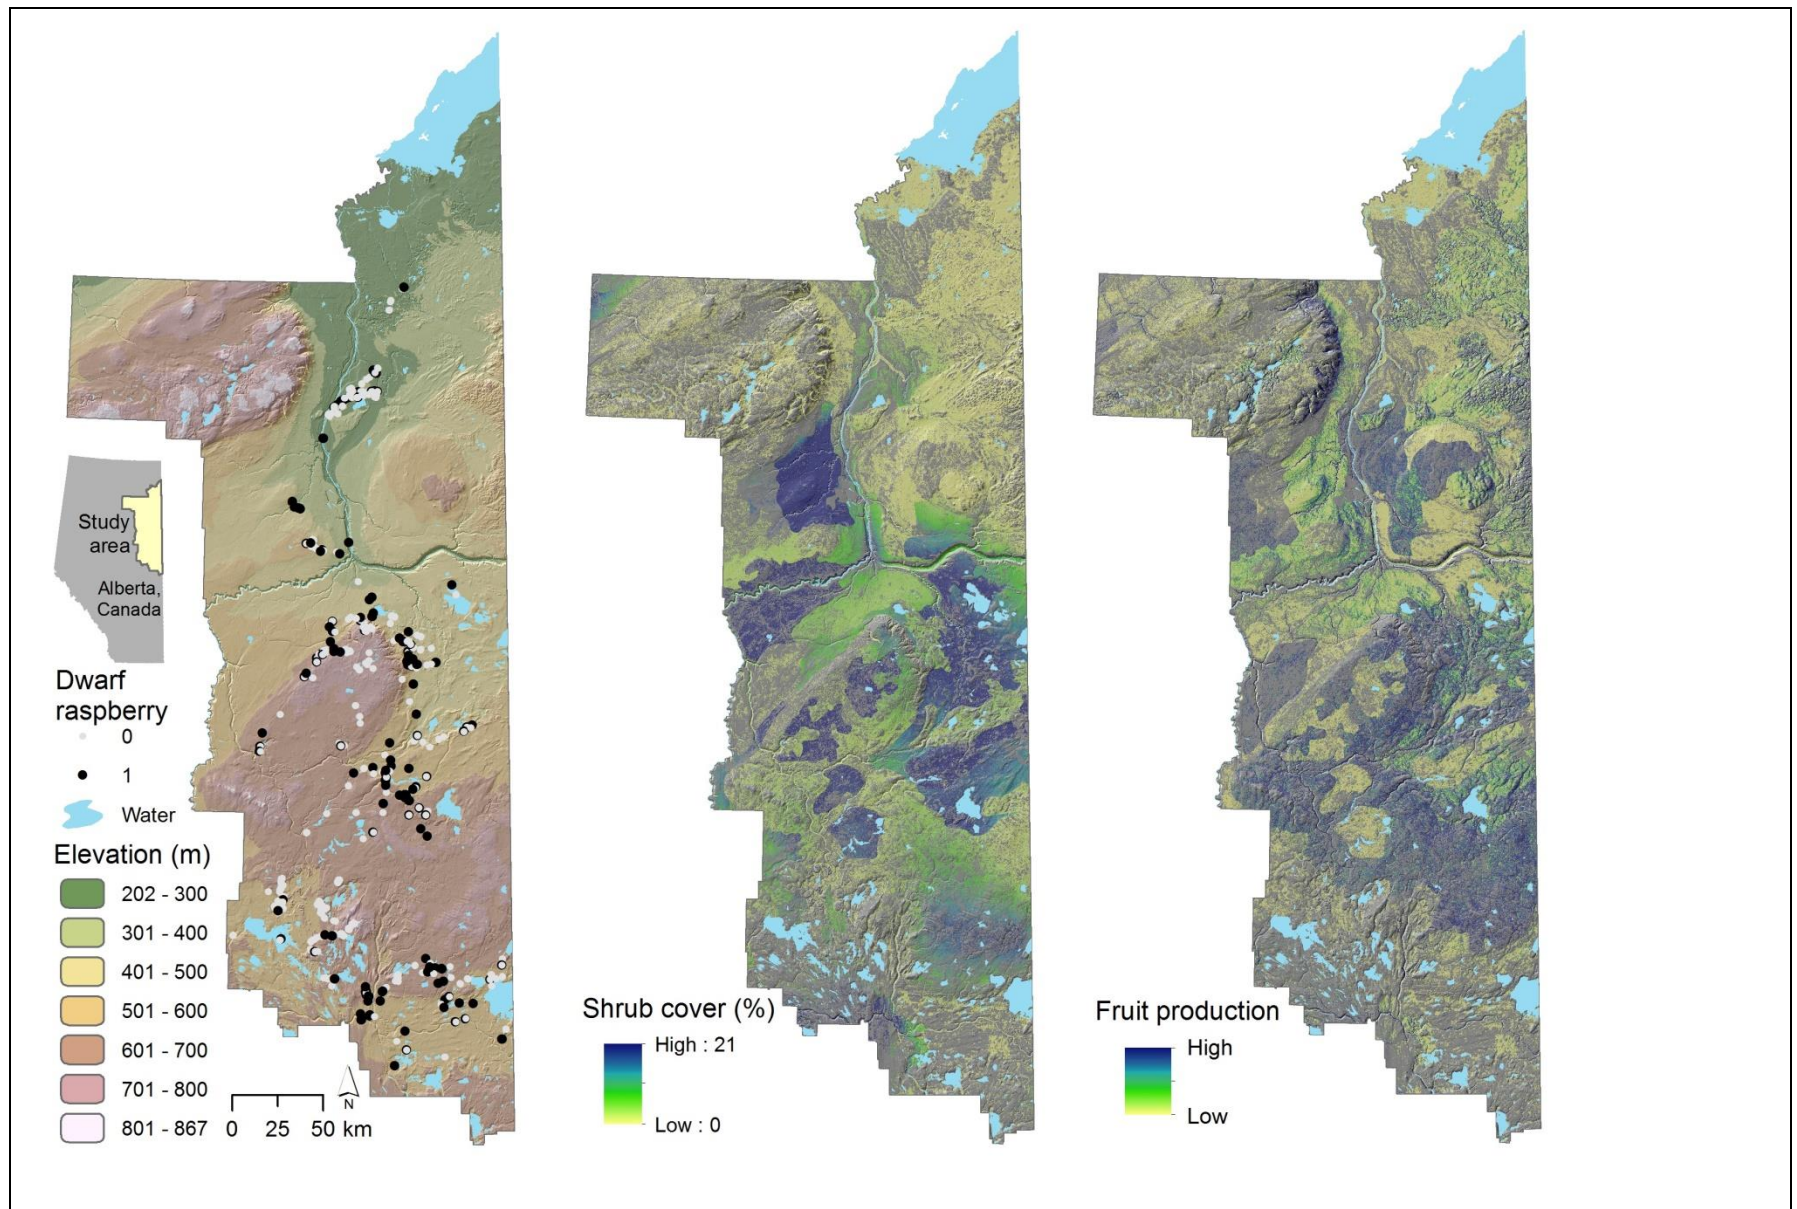 Study
area
Alberta,
Canada
Dwarf
raspberry
0
1
Water
Elevation (m)
202 - 300
301 - 400
401 - 500
501 - 600
601 - 700
701 - 800
801 - 867
N
0 25 50 km
Shrub cover (%)
High : 21
Low : 0
Fruit production
High
Low